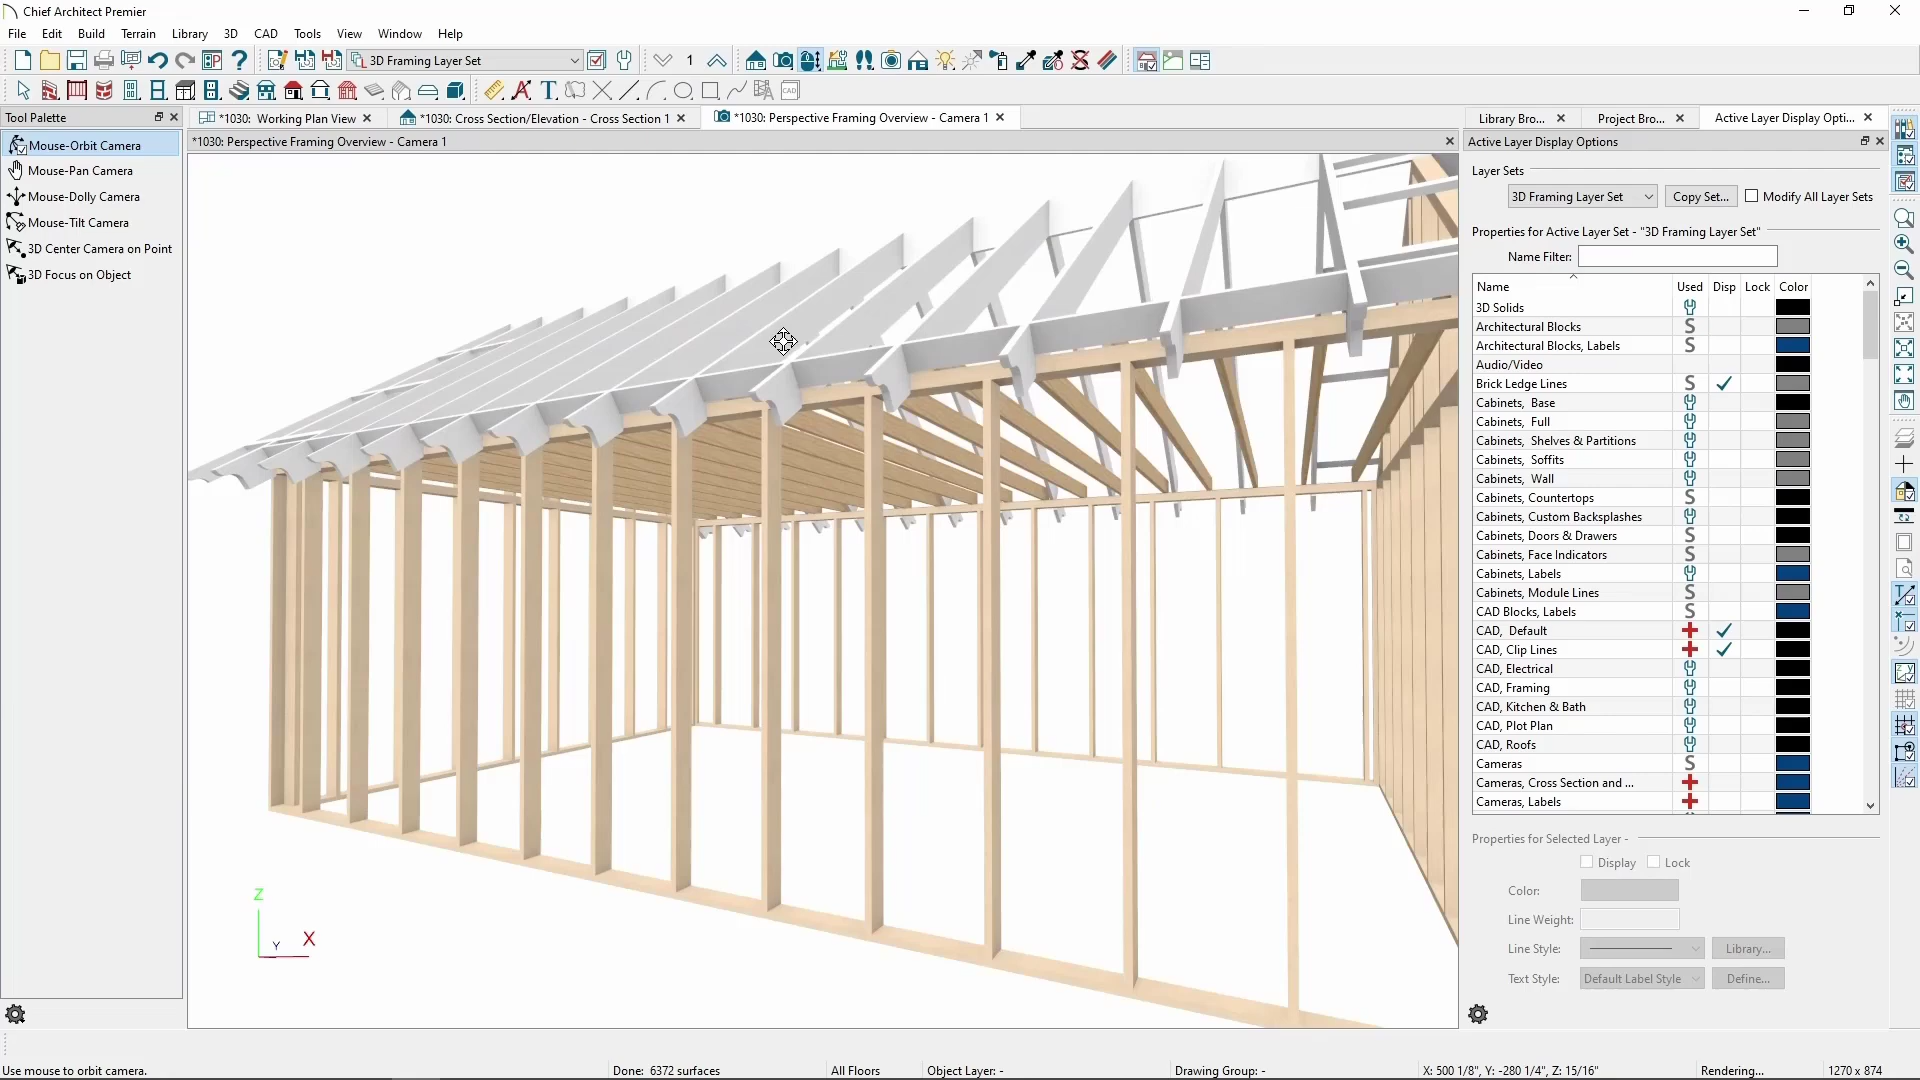 Chief Architect Premier
File Edit Build Terrain Library 3D CAD Tools View Window Help
3D Framing Layer Set
1
CAD
Tool Palette
*1030: Working Plan View
*1030: Cross Section/Elevation - Cross Section 1
*1030: Perspective Framing Overview - Camera 1
Library Bro...
Project Bro...
Active Layer Display Opti...
*1030: Perspective Framing Overview - Camera 1
Active Layer Display Options
Mouse-Orbit Camera
Mouse-Pan Camera
Mouse-Dolly Camera
Mouse-Tilt Camera
3D Center Camera on Point
3D Focus on Object
Layer Sets
3D Framing Layer Set
Copy Set...
Modify All Layer Sets
Properties for Active Layer Set - "3D Framing Layer Set"
Name Filter:
Name Used Disp Lock Color
3D Solids
Architectural Blocks S
Architectural Blocks, Labels S
Audio/Video
Brick Ledge Lines S
Cabinets, Base
Cabinets, Full
Cabinets, Shelves & Partitions
Cabinets, Soffits
Cabinets, Wall
Cabinets, Countertops S
Cabinets, Custom Backsplashes
Cabinets, Doors & Drawers S
Cabinets, Face Indicators S
Cabinets, Labels
Cabinets, Module Lines S
CAD Blocks, Labels S
CAD, Default
CAD, Clip Lines
CAD, Electrical
CAD, Framing
CAD, Kitchen & Bath
CAD, Plot Plan
CAD, Roofs
Cameras S
Cameras, Cross Section and ...
Cameras, Labels
Properties for Selected Layer -
Display Lock
Color:
Line Weight:
Line Style:
Library...
Text Style:
Default Label Style
Define...
Z
Y
X
Use mouse to orbit camera.
Done: 6372 surfaces
All Floors
Object Layer: -
Drawing Group: -
X: 500 1/8", Y: -280 1/4", Z: 15/16"
Rendering...
1270 x 874